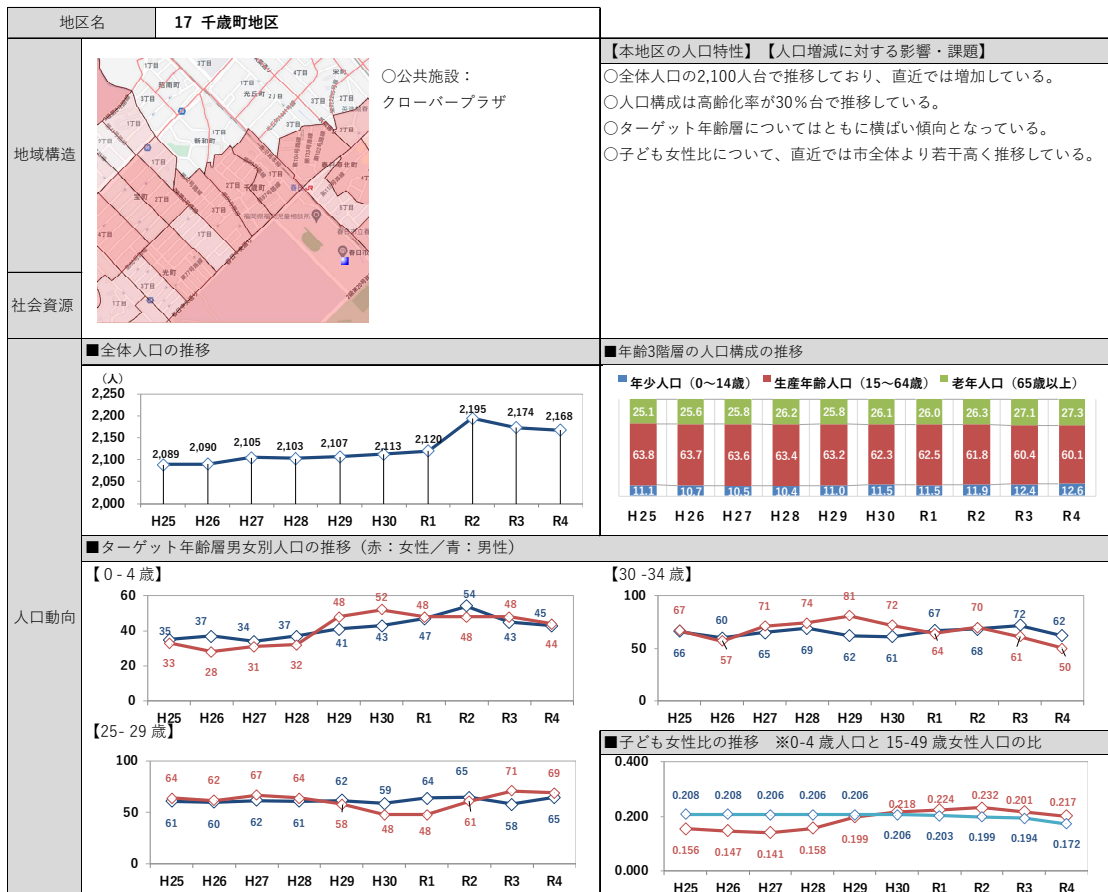 地区名
17 千歳町地区
地域構造
社会資源
○公共施設：
クローバープラザ
【本地区の人口特性】【人口増減に対する影響・課題】
○全体人口の2,100人台で推移しており、直近では増加している。
○人口構成は高齢化率が30%台で推移している。
○ターゲット年齢層についてはともに横ばい傾向となっている。
○子ども女性比について、直近では市全体より若干高く推移している。
人口動向
■全体人口の推移
（人）
2,250
2,200
2,150
2,100
2,050
2,000
2,089 2,090 2,105 2,103 2,107 2,113 2,120 2,195 2,174 2,168
H25 H26 H27 H28 H29 H30 R1 R2 R3 R4
■年齢3階層の人口構成の推移
年少人口（0～14歳） 生産年齢人口（15～64歳） 老年人口（65歳以上）
25.1 25.6 25.8 26.2 25.8 26.1 26.0 26.3 27.1 27.3
63.8 63.7 63.6 63.4 63.2 62.3 62.5 61.8 60.4 60.1
11.1 10.7 10.5 10.4 11.0 11.5 11.5 11.9 12.4 12.6
H25 H26 H27 H28 H29 H30 R1 R2 R3 R4
■ターゲット年齢層男女別人口の推移（赤：女性／青：男性）
【0-4歳】
60
40
20
0
35 37 34 37 48 52 48 54 48 45
33 28 31 32 41 43 47 48 43 44
H25 H26 H27 H28 H29 H30 R1 R2 R3 R4
【30-34歳】
100
50
0
67 60 71 74 81 72 67 70 72 62
66 57 65 69 62 61 64 68 61 50
H25 H26 H27 H28 H29 H30 R1 R2 R3 R4
【25-29歳】
100
50
0
64 62 67 64 62 59 64 65 71 69
61 60 62 61 58 48 48 61 58 65
H25 H26 H27 H28 H29 H30 R1 R2 R3 R4
■子ども女性比の推移　※0-4歳人口と15-49歳女性人口の比
0.400
0.200
0.000
0.208 0.208 0.206 0.206 0.206 0.218 0.224 0.232 0.201 0.217
0.156 0.147 0.141 0.158 0.199 0.206 0.203 0.199 0.194 0.172
H25 H26 H27 H28 H29 H30 R1 R2 R3 R4